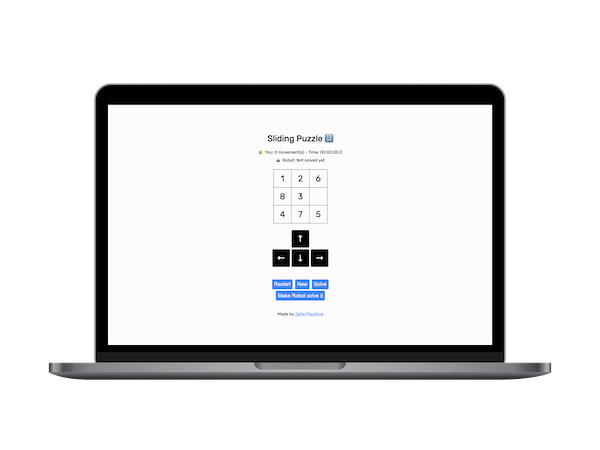 Sliding Puzzle 🔢
You: 0 movement(s) - Time: 00:00:00.0
Robot: Not solved yet
1 2 6
8 3
4 7 5
↑
← ↓ →
Restart New Solve
Make Robot solve it
Made by